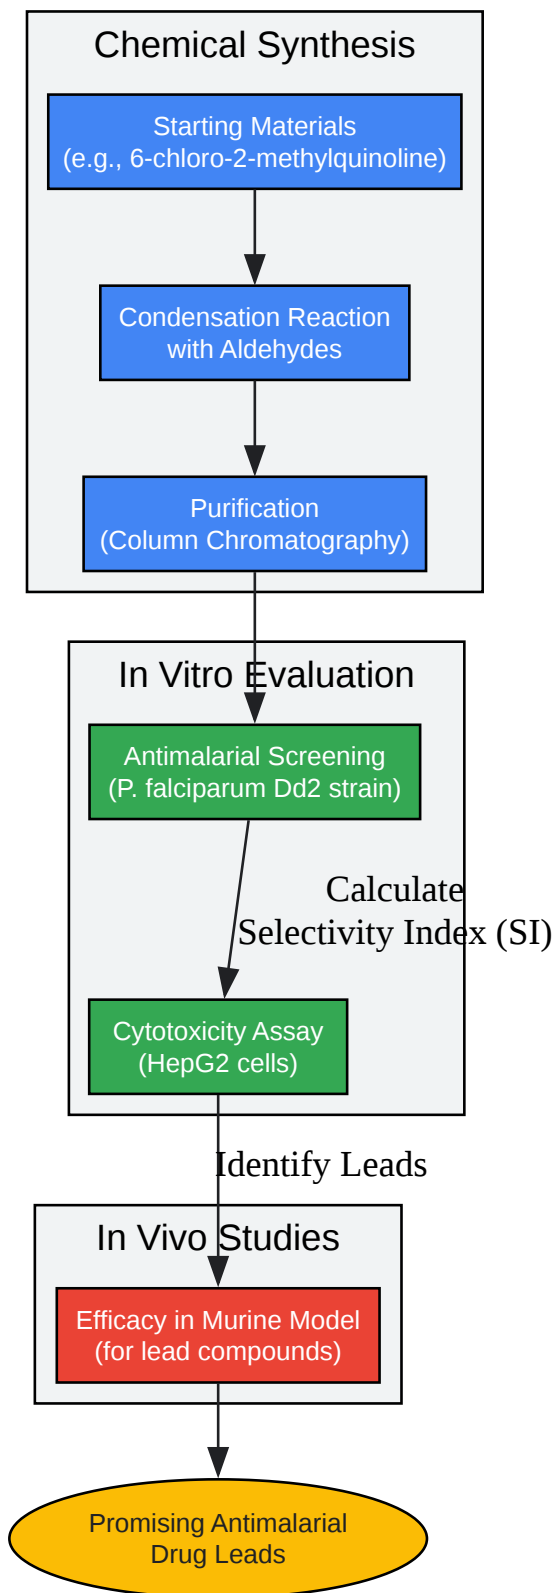 Chemical Synthesis
Starting Materials
(e.g., 6-chloro-2-methylquinoline)
Condensation Reaction
with Aldehydes
Purification
(Column Chromatography)
In Vitro Evaluation
Antimalarial Screening
(P. falciparum Dd2 strain)
Calculate
Selectivity Index (SI)
Cytotoxicity Assay
(HepG2 cells)
Identify Leads
In Vivo Studies
Efficacy in Murine Model
(for lead compounds)
Promising Antimalarial
Drug Leads